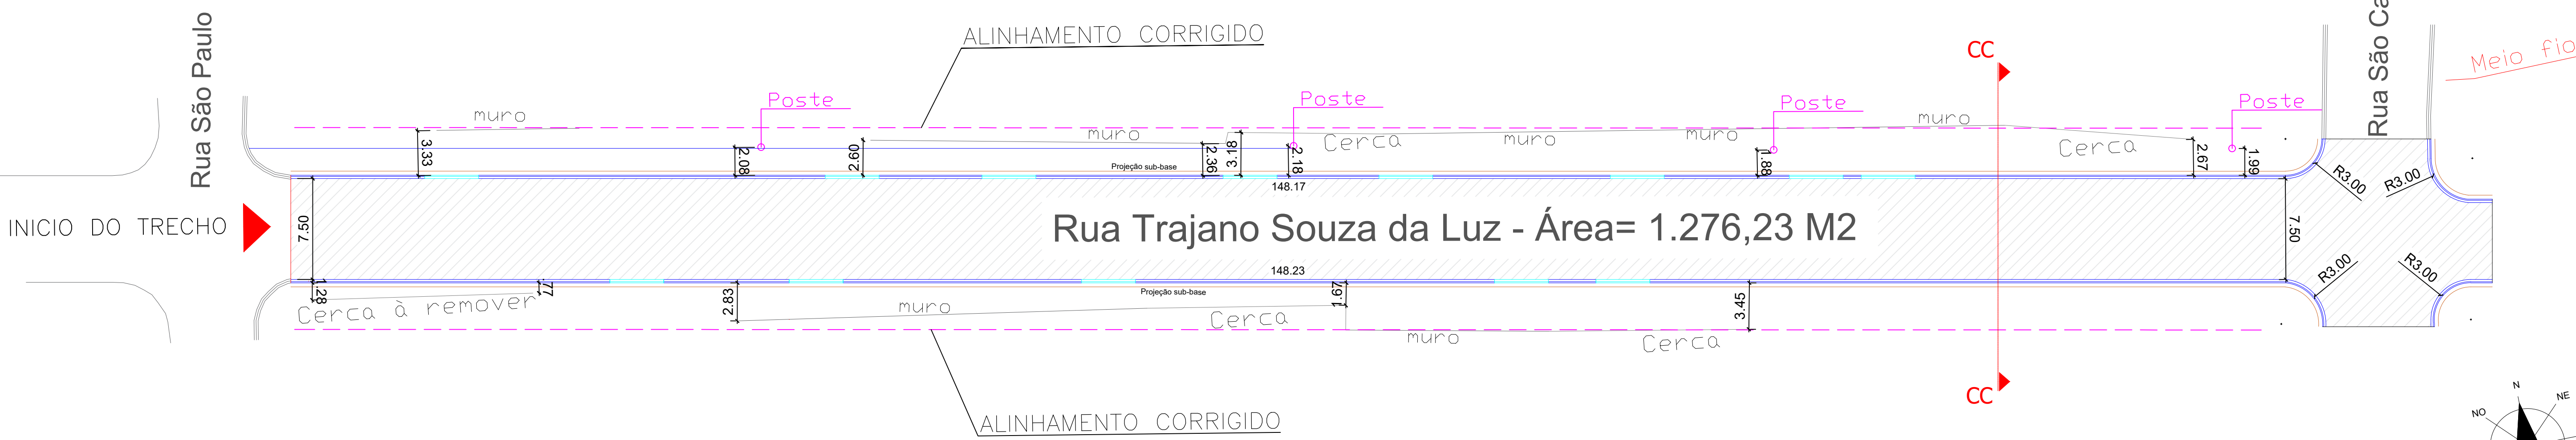 Rua São Paulo
ALINHAMENTO CORRIGIDO
CC
Rua São Ca
Meio fio
Poste
Poste
Poste
Poste
muro
muro
Cerca
muro
muro
muro
Cerca
3.33
2.08
2.60
2.36
3.18
2.18
1.88
2.67
1.99
Projeção sub-base
148.17
R3.00
R3.00
INICIO DO TRECHO
7.50
Rua Trajano Souza da Luz - Área= 1.276,23 M2
7.50
148.23
R3.00
R3.00
1.28
.77
2.83
Projeção sub-base
1.67
3.45
Cerca à remover
muro
Cerca
muro
Cerca
CC
ALINHAMENTO CORRIGIDO
N
NE
NO